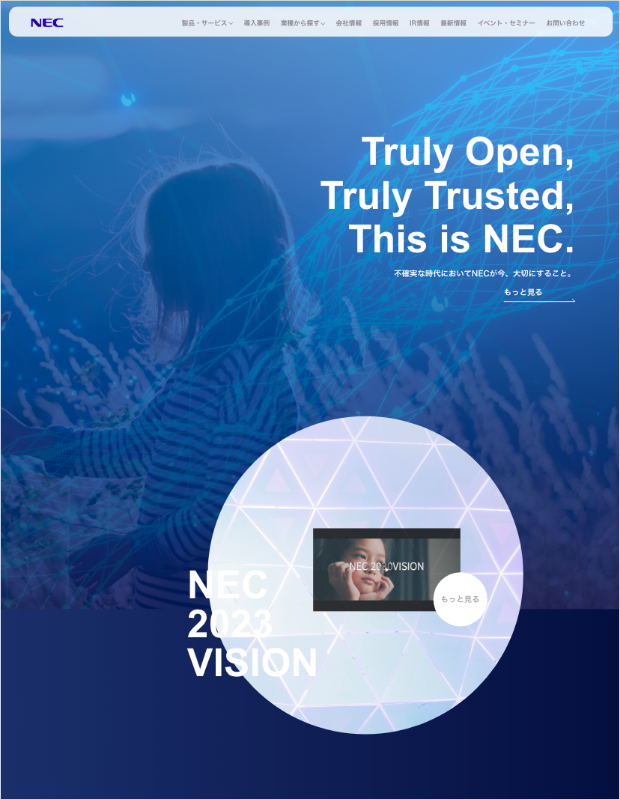 NEC
製品・サービス 導入事例 業種から探す 会社情報 採用情報 IR情報 最新情報 イベント・セミナー お問い合わせ
Truly Open,
Truly Trusted,
This is NEC.
不確実な時代においてNECが今、大切にすること。
もっと見る
NEC 2030VISION
もっと見る
NEC
2023
VISION